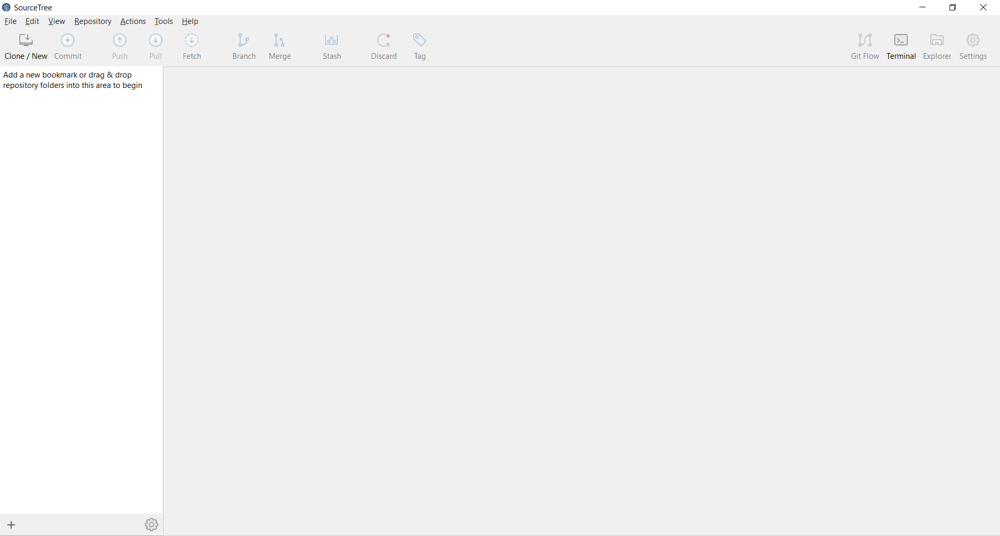 SourceTree
File Edit View Repository Actions Tools Help
Clone / New Commit Push Pull Fetch Branch Merge Stash Discard Tag Git Flow Terminal Explorer Settings
Add a new bookmark or drag & drop
repository folders into this area to begin